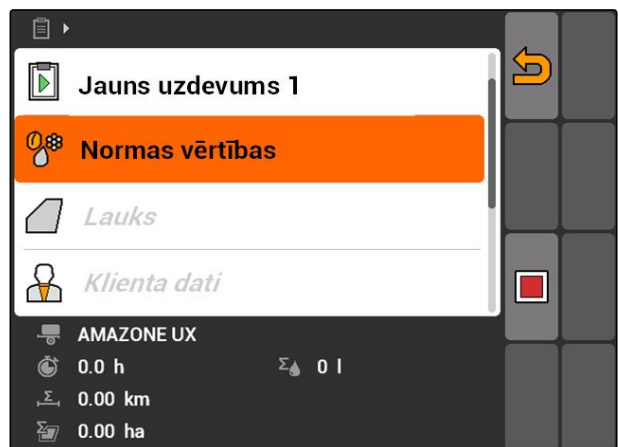 Jauns uzdevums 1
Normas vērtības
Lauks
Klienta dati
AMAZONE UX
0.0 h Σ 0 l
Σ 0.00 km
Σ 0.00 ha